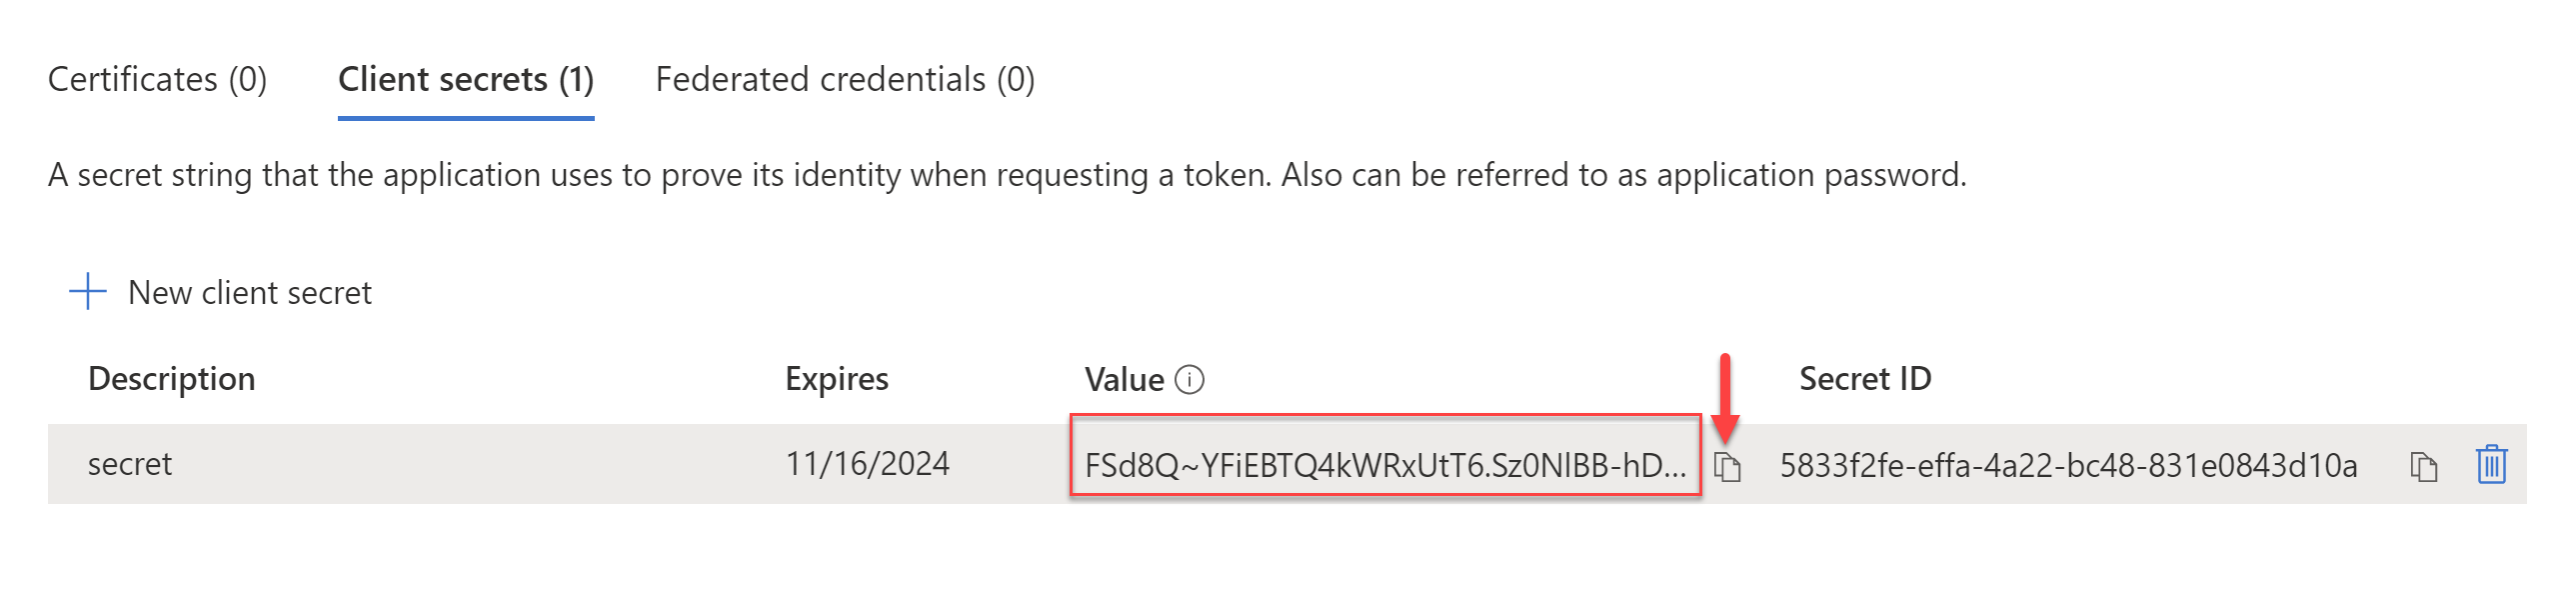 Certificates (0) Client secrets (1) Federated credentials (0)
A secret string that the application uses to prove its identity when requesting a token. Also can be referred to as application password.
New client secret
Description Expires Value Secret ID
secret 11/16/2024 FSd8Q~YFiEBTQ4kWRxUtT6.Sz0NlBB-hD... 5833f2fe-effa-4a22-bc48-831e0843d10a